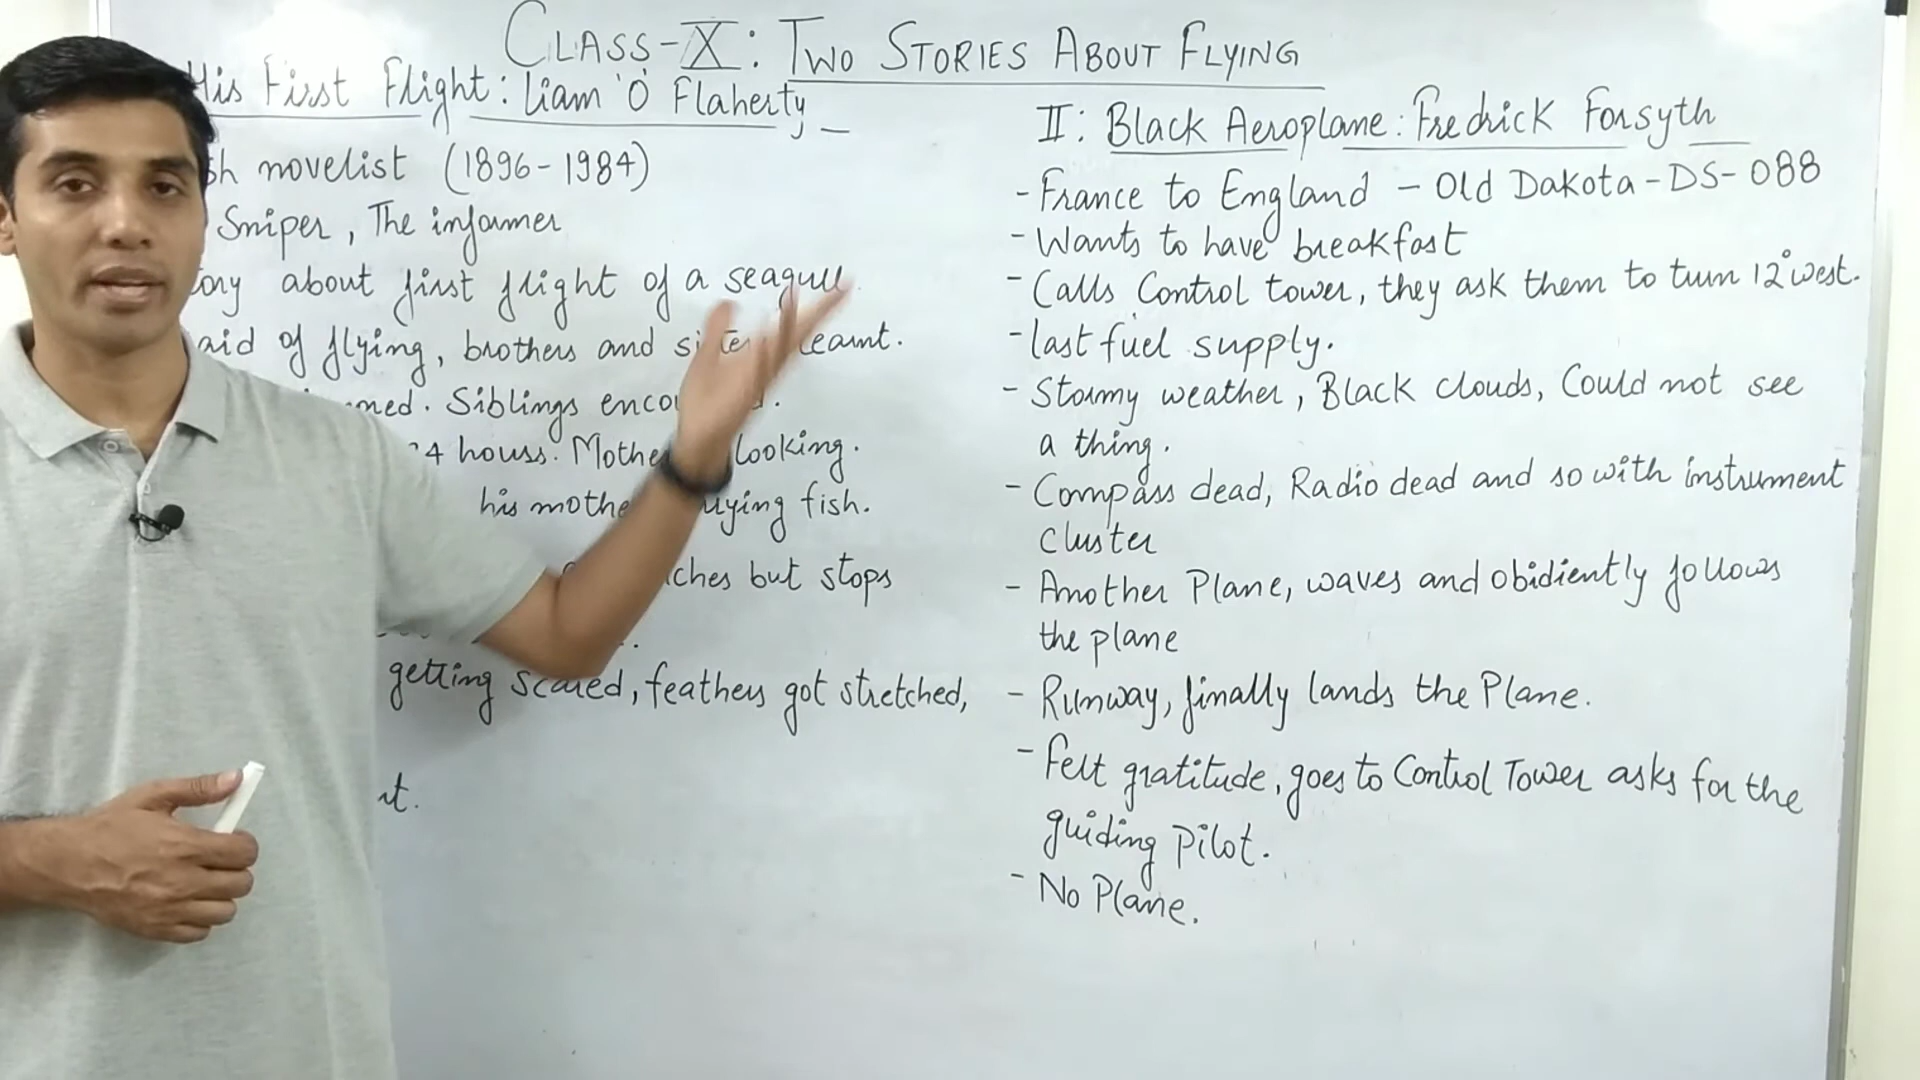 CLASS-X: TWO STORIES ABOUT FLYING
His First Flight: Liam 'O' Flaherty
novelist (1896-1984)
Sniper, The informer
about first flight of a seagull
of flying, brothers and learnt.
Siblings
4 hours. looking.
his fish.
but stops
getting scared, feathers got stretched,
II: Black Aeroplane: Fredrick Forsyth
- France to England - Old Dakota-DS-088
- Wants to have breakfast
- Calls Control tower, they ask them to turn 12° west.
- last fuel supply.
- Stormy weather, Black clouds, Could not see
a thing.
- Compass dead, Radio dead and so with instrument
cluster
- Another Plane, waves and obidiently follows
the plane
- Runway, finally lands the Plane.
- Felt gratitude, goes to Control Tower asks for the
guiding Pilot.
- No Plane.